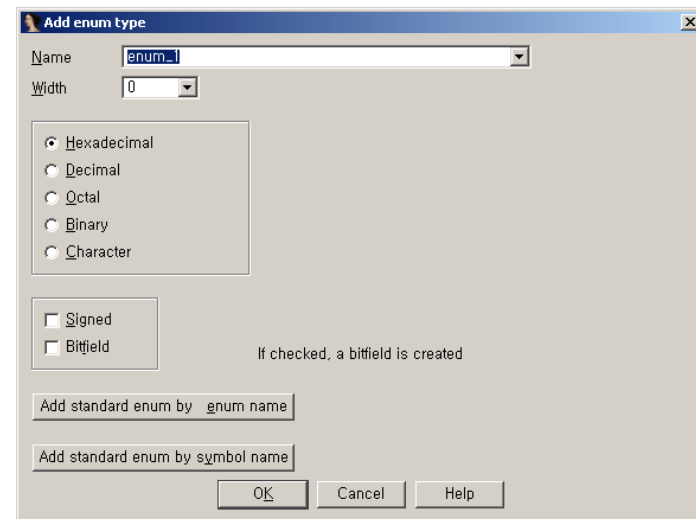 Add enum type
Name enum_1
Width 0
Hexadecimal
Decimal
Octal
Binary
Character
Signed
Bitfield
If checked, a bitfield is created
Add standard enum by enum name
Add standard enum by symbol name
OK Cancel Help